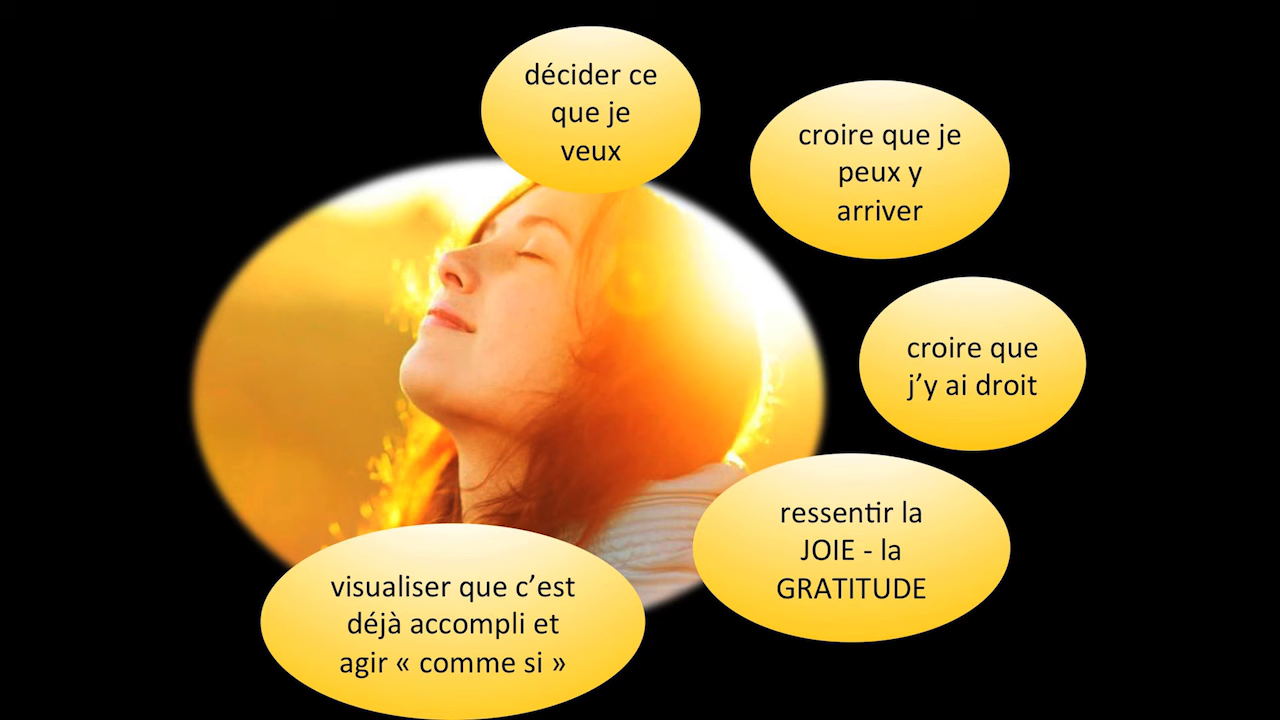 décider ce
que je
veux
croire que je
peux y
arriver
croire que
j’y ai droit
ressentir la
JOIE - la
GRATITUDE
visualiser que c’est
déjà accompli et
agir « comme si »